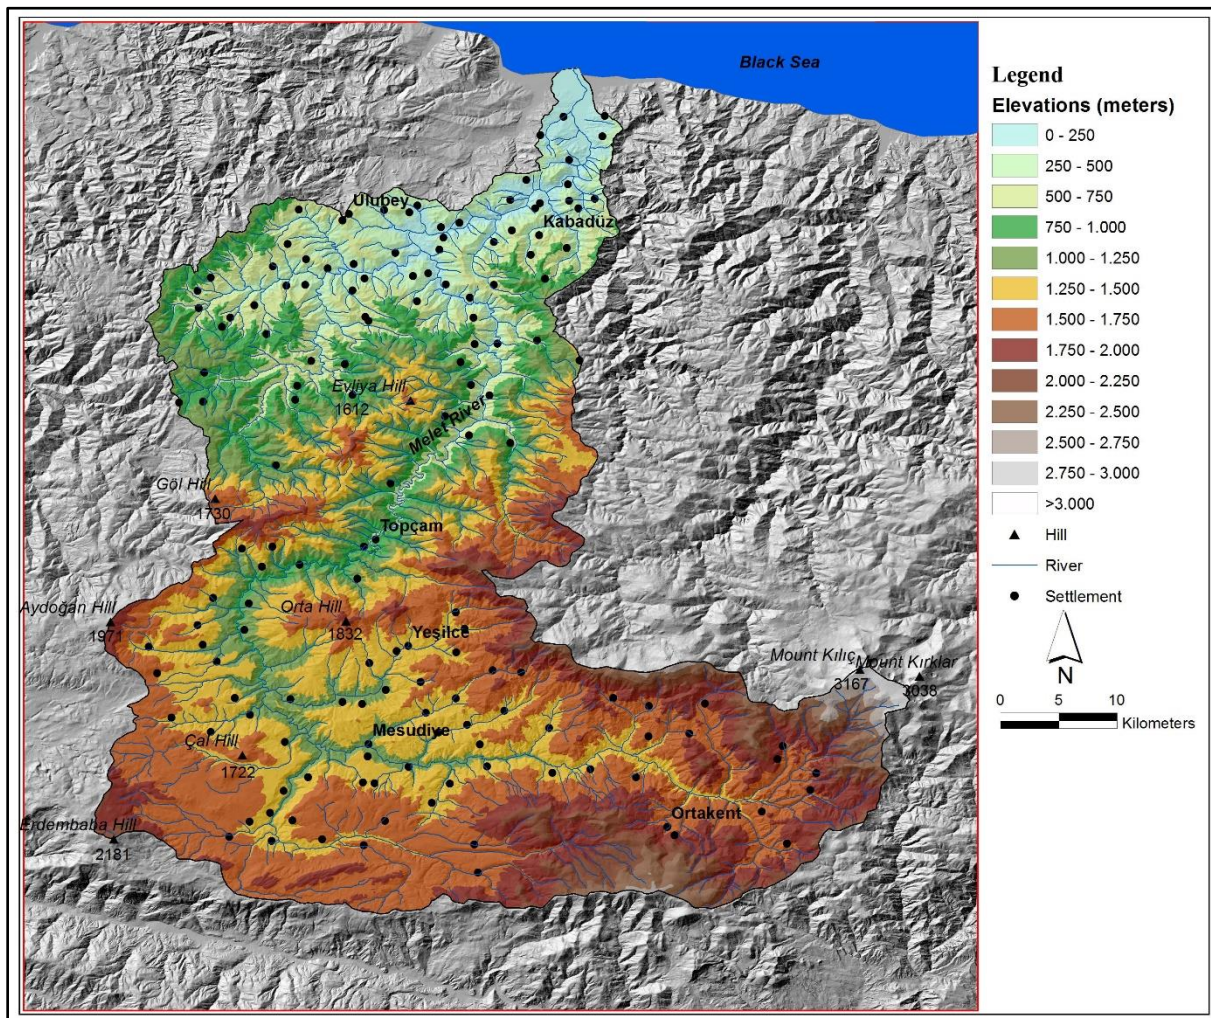 Black Sea
Ulubey
Kabadüz
Evliya Hill
1612
Melet River
Göl Hill
1730
Topçam
Aydoğan Hill
1971
Orta Hill
1832
Yeşilce
Mount Kılıç
3167
Mount Kırklar
3038
Mesudiye
Çal Hill
1722
Ortakent
Erdembaba Hill
2181
Legend
Elevations (meters)
0 - 250
250 - 500
500 - 750
750 - 1.000
1.000 - 1.250
1.250 - 1.500
1.500 - 1.750
1.750 - 2.000
2.000 - 2.250
2.250 - 2.500
2.500 - 2.750
2.750 - 3.000
>3.000
Hill
River
Settlement
N
0 5 10
Kilometers